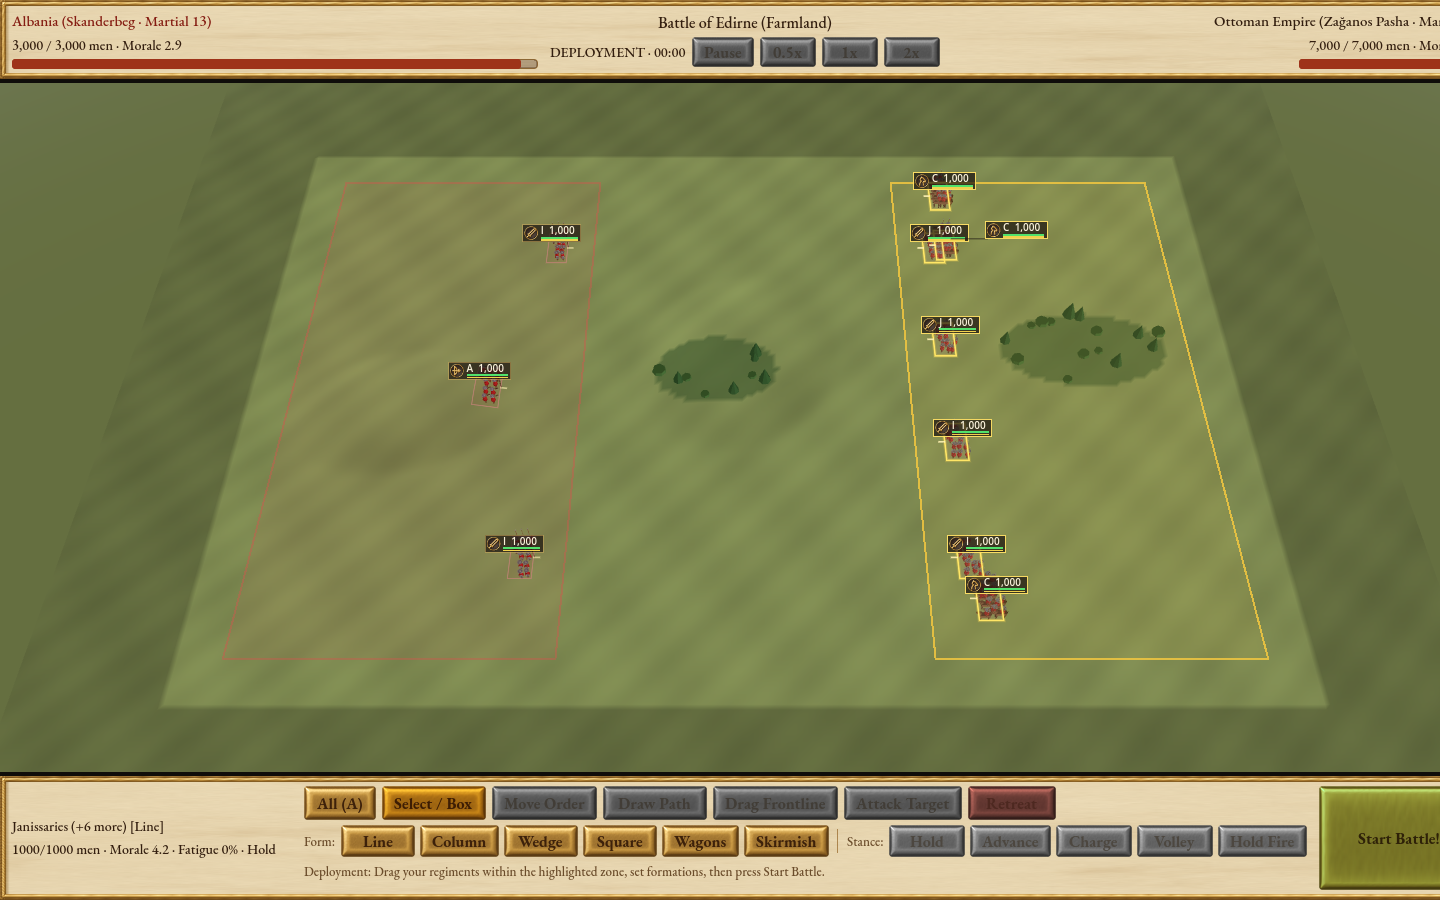 Albania (Skanderbeg · Martial 13)
3,000 / 3,000 men · Morale 2.9
Battle of Edirne (Farmland)
DEPLOYMENT · 00:00
Pause
0.5x
1x
2x
Ottoman Empire (Zağanos Pasha · Ma
7,000 / 7,000 men · Mo
C 1,000
I 1,000
J 1,000
C 1,000
J 1,000
A 1,000
I 1,000
I 1,000
I 1,000
C 1,000
Janissaries (+6 more) [Line]
1000/1000 men · Morale 4.2 · Fatigue 0% · Hold
All (A)
Select / Box
Move Order
Draw Path
Drag Frontline
Attack Target
Retreat
Form:
Line
Column
Wedge
Square
Wagons
Skirmish
Stance:
Hold
Advance
Charge
Volley
Hold Fire
Deployment: Drag your regiments within the highlighted zone, set formations, then press Start Battle.
Start Battle!